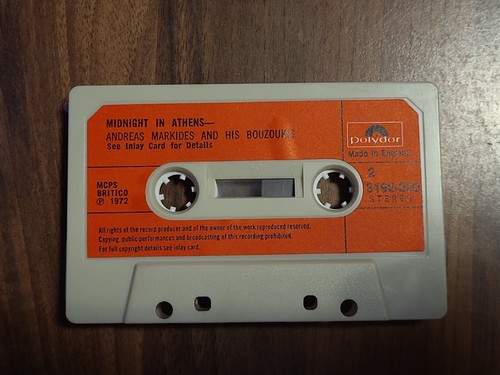 MIDNIGHT IN ATHENS—
ANDREAS MARKIDES AND HIS BOUZOUKIS
See Inlay Card for Details
polydor
Made in England
2
STEREO
MCPS
BRITICO
℗ 1972
All rights of the record producer and of the owner of the work reproduced reserved.
Copying, public performances and broadcasting of this recording prohibited.
For full copyright details see inlay card.